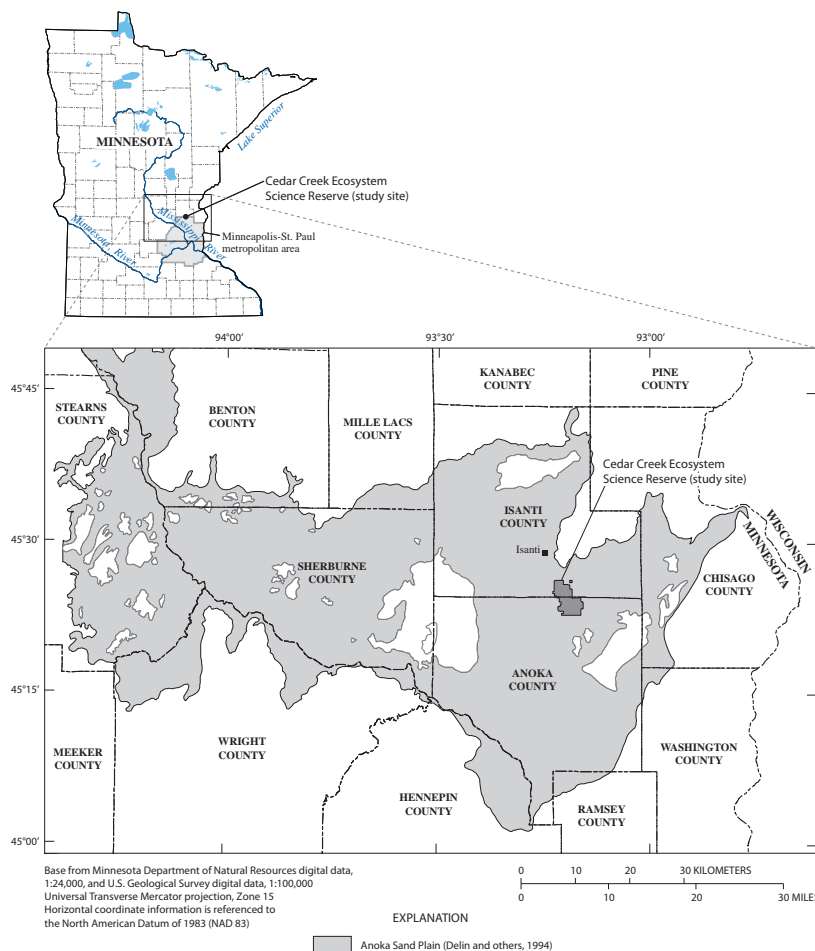 MINNESOTA
Lake Superior
Cedar Creek Ecosystem
Science Reserve (study site)
Mississippi River
Minnesota River
Minneapolis-St. Paul
metropolitan area
94°00'
93°30'
93°00'
45°45'
45°30'
45°15'
45°00'
STEARNS
COUNTY
BENTON
COUNTY
MILLE LACS
COUNTY
KANABEC
COUNTY
PINE
COUNTY
Cedar Creek Ecosystem
Science Reserve (study site)
ISANTI
COUNTY
Isanti
WISCONSIN
MINNESOTA
SHERBURNE
COUNTY
CHISAGO
COUNTY
ANOKA
COUNTY
MEEKER
COUNTY
WRIGHT
COUNTY
WASHINGTON
COUNTY
HENNEPIN
COUNTY
RAMSEY
COUNTY
Base from Minnesota Department of Natural Resources digital data,
1:24,000, and U.S. Geological Survey digital data, 1:100,000
Universal Transverse Mercator projection, Zone 15
Horizontal coordinate information is referenced to
the North American Datum of 1983 (NAD 83)
0 10 20 30 KILOMETERS
0 10 20 30 MILES
EXPLANATION
Anoka Sand Plain (Delin and others, 1994)